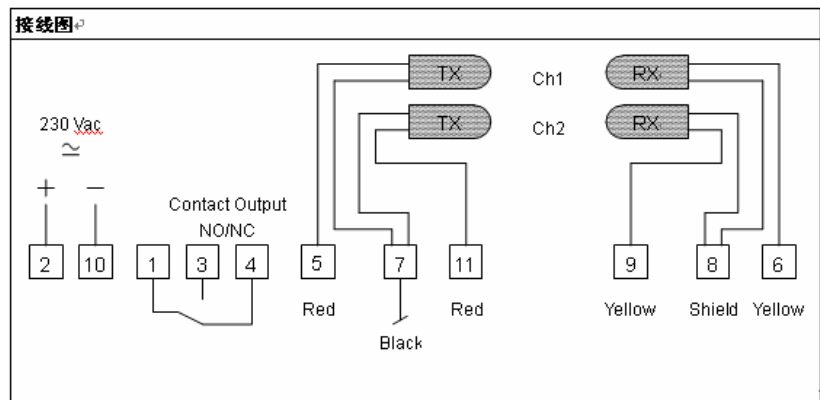 接线图
TX
Ch1
RX
TX
Ch2
RX
230 Vac
≃
+ −
Contact Output
NO/NC
2 10 1 3 4 5 7 11 9 8 6
Red
Red
Yellow
Shield
Yellow
Black